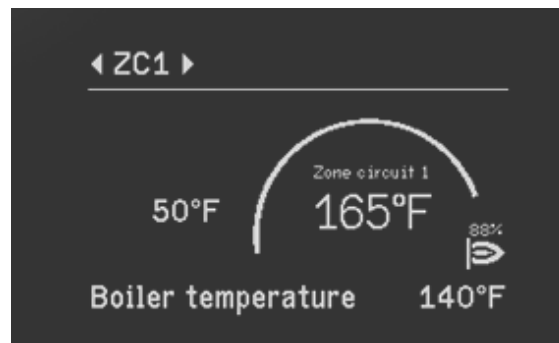 ZC1
Zone circuit 1
50°F
165°F
88%
Boiler temperature 140°F